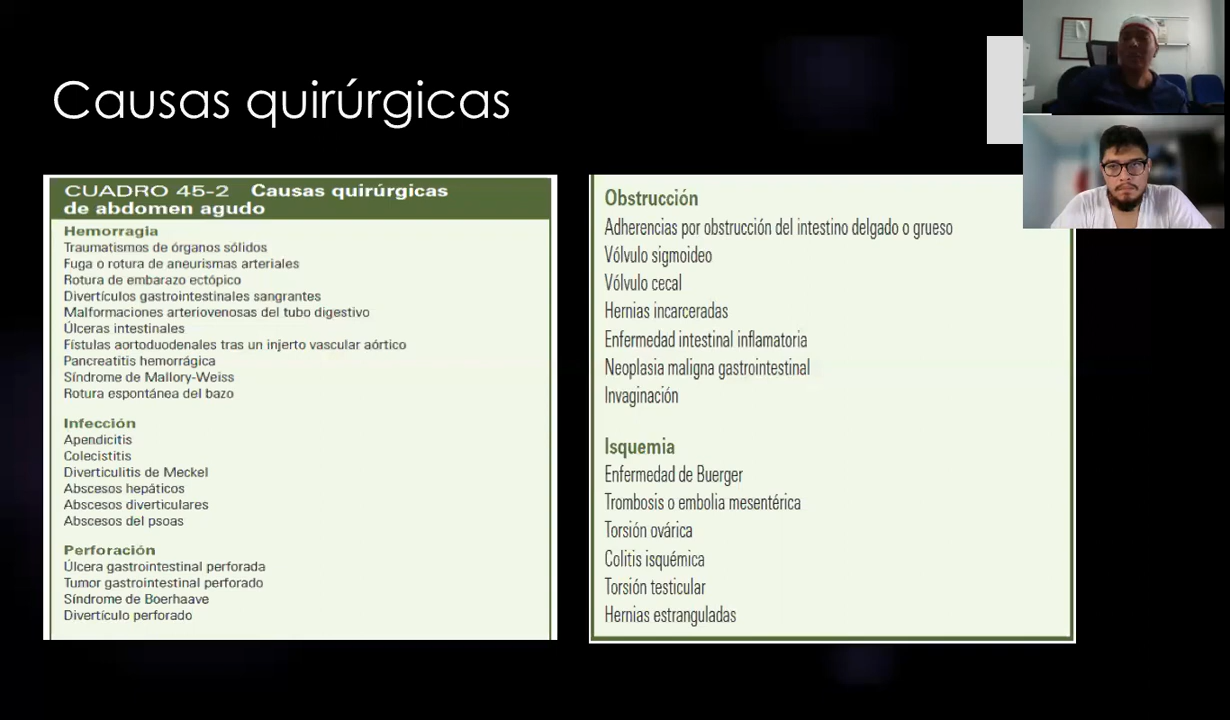 Causas quirúrgicas
CUADRO 45-2 Causas quirúrgicas
de abdomen agudo
Hemorragia
Traumatismos de órganos sólidos
Fuga o rotura de aneurismas arteriales
Rotura de embarazo ectópico
Divertículos gastrointestinales sangrantes
Malformaciones arteriovenosas del tubo digestivo
Úlceras intestinales
Fístulas aortoduodenales tras un injerto vascular aórtico
Pancreatitis hemorrágica
Síndrome de Mallory-Weiss
Rotura espontánea del bazo
Infección
Apendicitis
Colecistitis
Diverticulitis de Meckel
Abscesos hepáticos
Abscesos diverticulares
Abscesos del psoas
Perforación
Úlcera gastrointestinal perforada
Tumor gastrointestinal perforado
Síndrome de Boerhaave
Divertículo perforado
Obstrucción
Adherencias por obstrucción del intestino delgado o grueso
Vólvulo sigmoideo
Vólvulo cecal
Hernias incarceradas
Enfermedad intestinal inflamatoria
Neoplasia maligna gastrointestinal
Invaginación
Isquemia
Enfermedad de Buerger
Trombosis o embolia mesentérica
Torsión ovárica
Colitis isquémica
Torsión testicular
Hernias estranguladas